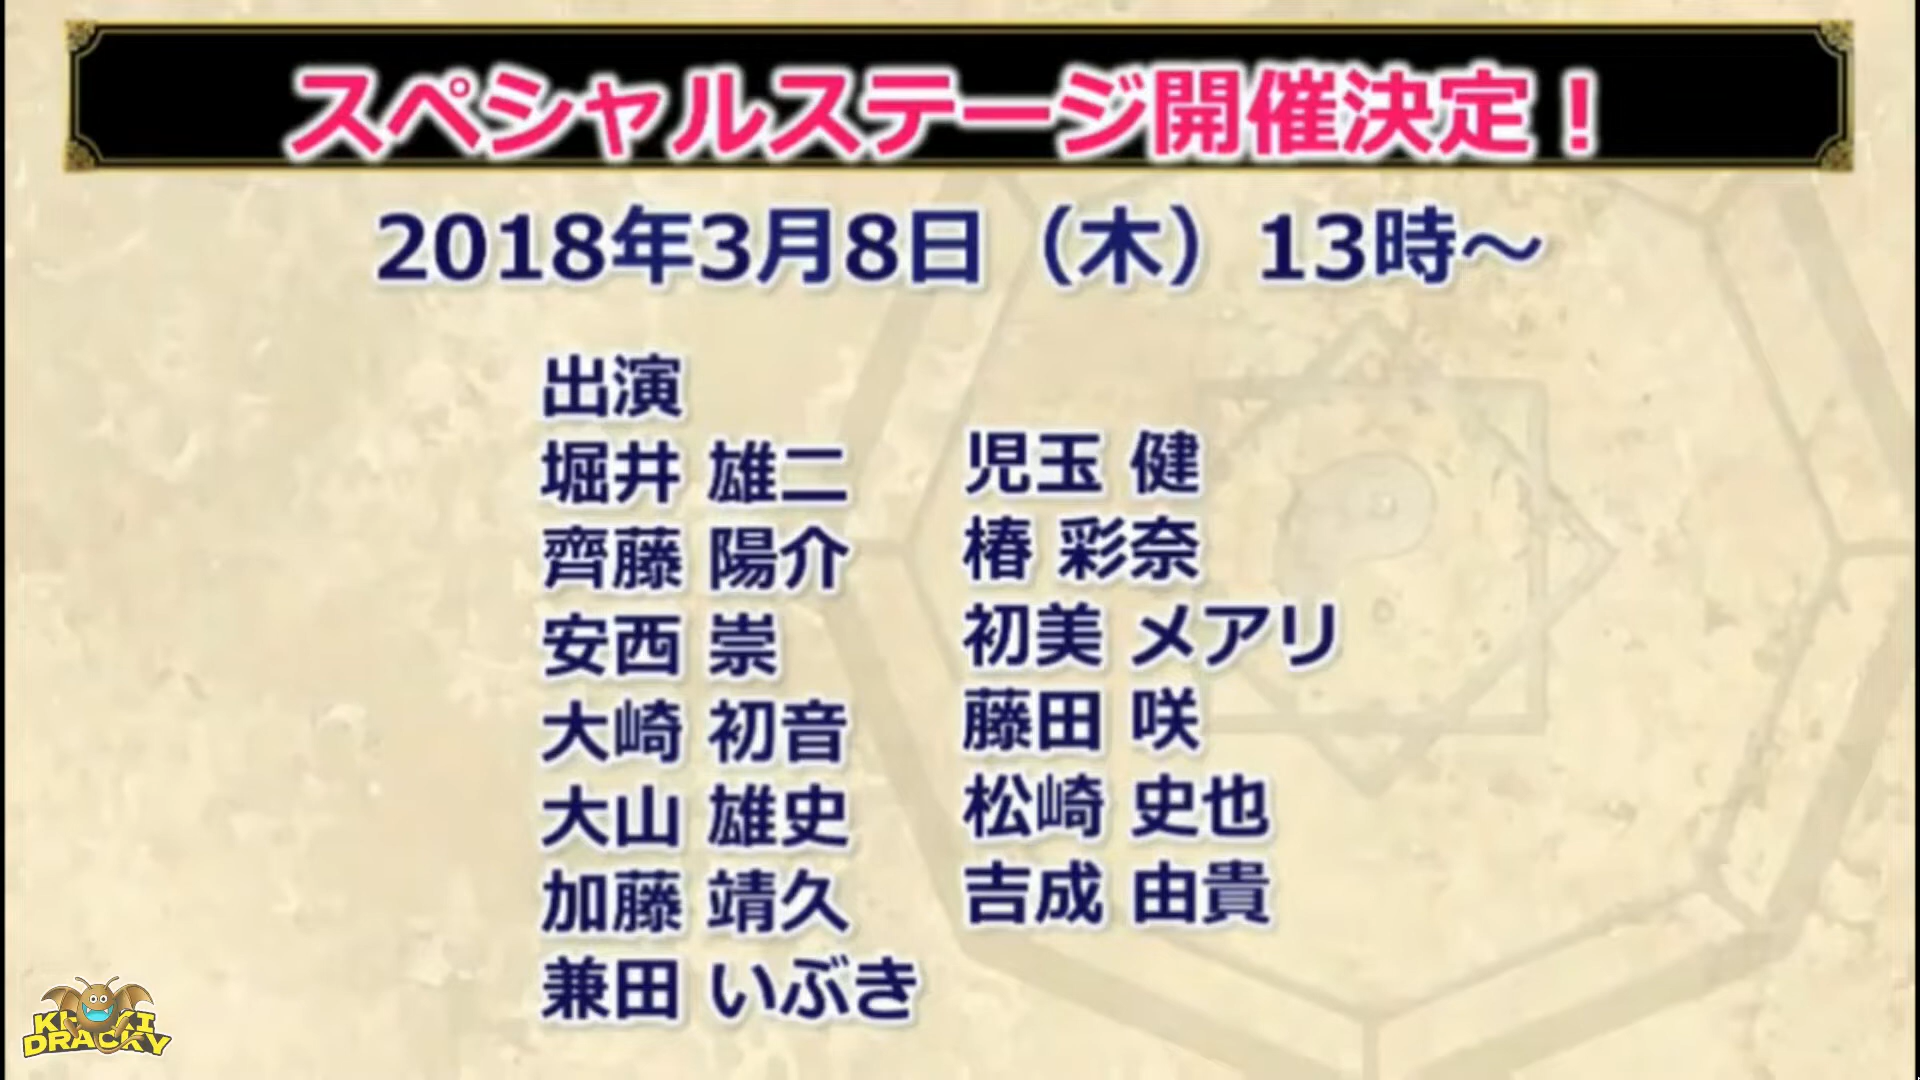 スペシャルステージ開催決定！
2018年3月8日（木）13時～
出演
堀井 雄二
齊藤 陽介
安西 崇
大崎 初音
大山 雄史
加藤 靖久
兼田 いぶき
児玉 健
椿 彩奈
初美 メアリ
藤田 咲
松崎 史也
吉成 由貴
DRACKY